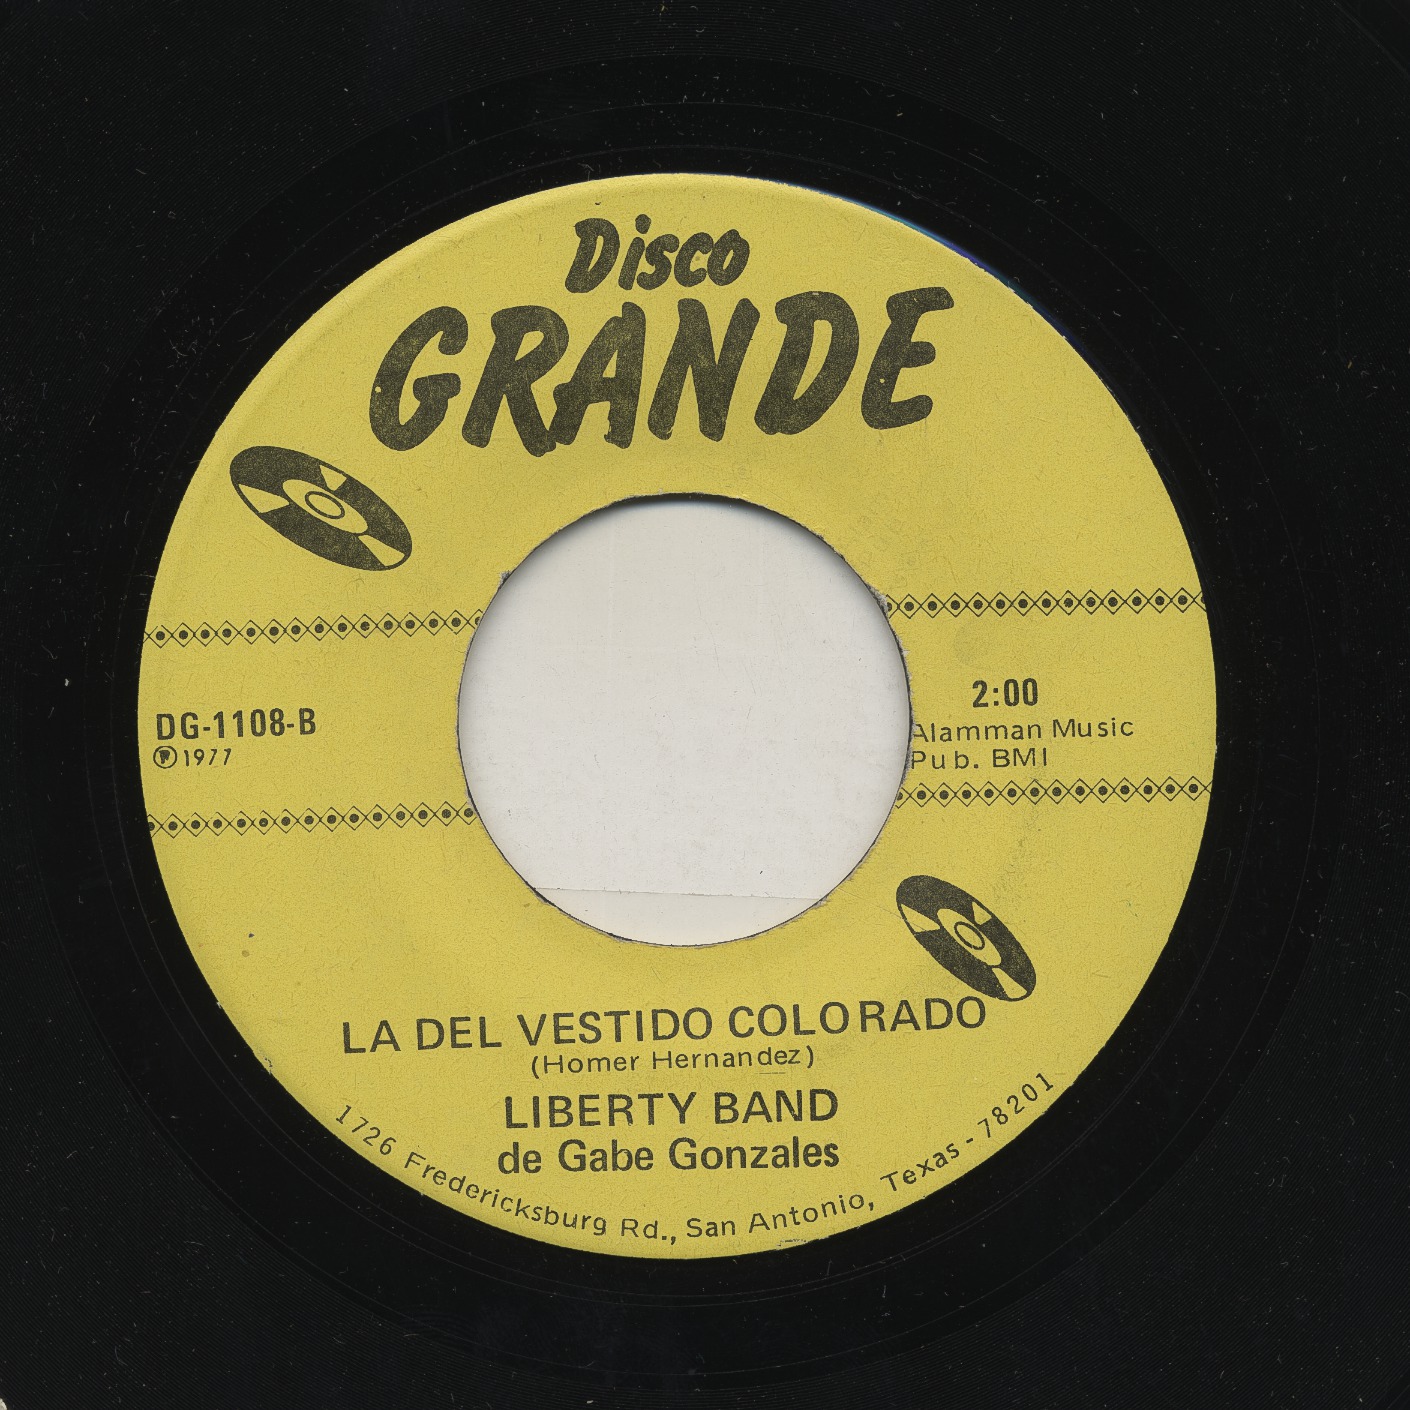 Disco
GRANDE
DG-1108-B
Ⓟ1977
2:00
Alamman Music
Pub. BMI
LA DEL VESTIDO COLORADO
(Homer Hernandez)
LIBERTY BAND
de Gabe Gonzales
1726 Fredericksburg Rd., San Antonio, Texas - 78201